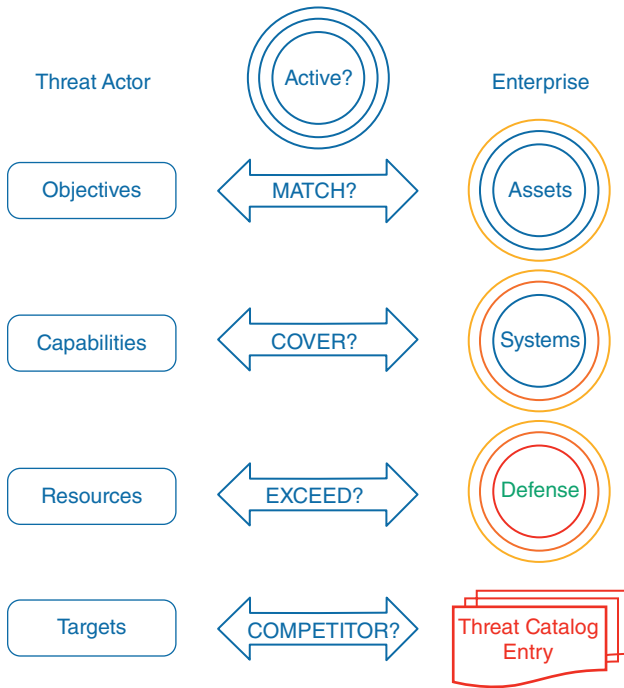 Threat Actor
Active?
Enterprise
Objectives
MATCH?
Assets
Capabilities
COVER?
Systems
Resources
EXCEED?
Defense
Targets
COMPETITOR?
Threat Catalog
Entry